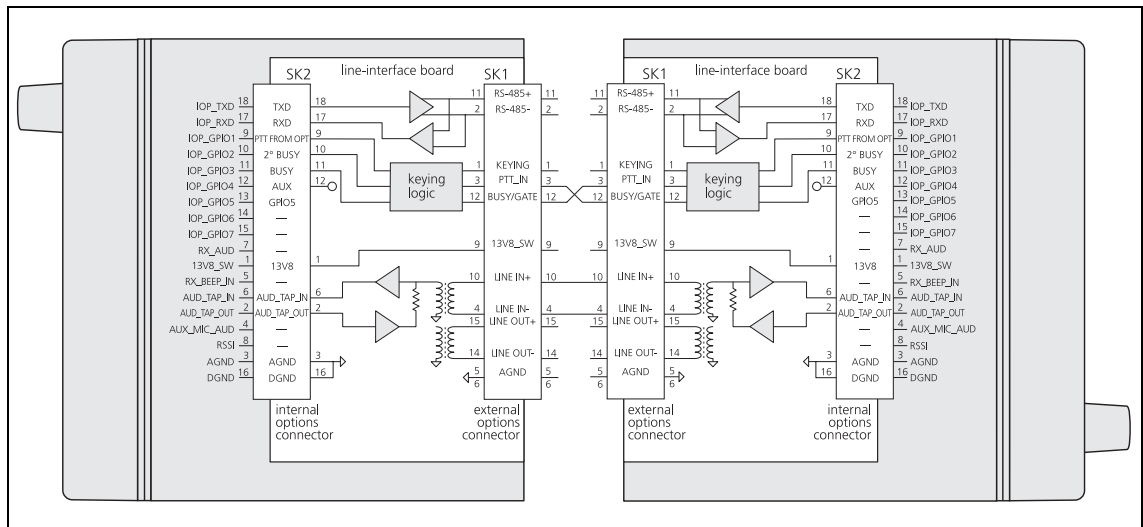 line-interface board
SK2 SK1
IOP_TXD 18 TXD 18 11 RS-485+ 11
IOP_RXD 17 RXD 17 2 RS-485- 2
IOP_GPIO1 9 PTT FROM OPT 9
IOP_GPIO2 10 2° BUSY 10
IOP_GPIO3 11 BUSY 11 1 KEYING 1
IOP_GPIO4 12 AUX 12 3 PTT_IN 3
IOP_GPIO5 13 GPIO5 12 BUSY/GATE 12
keying
logic
IOP_GPIO6 14 —
IOP_GPIO7 15 —
RX_AUD 7 —
13V8_SW 1 13V8 1 9 13V8_SW 9
RX_BEEP_IN 5 —
AUD_TAP_IN 6 AUD_TAP_IN 6 10 LINE IN+ 10
AUD_TAP_OUT 2 AUD_TAP_OUT 2 4 LINE IN- 4
AUX_MIC_AUD 4 — 15 LINE OUT+ 15
RSSI 8 — 14 LINE OUT- 14
AGND 3 AGND 3 5 AGND 5
DGND 16 DGND 16 6 6
internal
options
connector
external
options
connector
line-interface board
SK1 SK2
11 RS-485+ 11 18 TXD 18 IOP_TXD
2 RS-485- 2 17 RXD 17 IOP_RXD
9 PTT FROM OPT 9 IOP_GPIO1
10 2° BUSY 10 IOP_GPIO2
1 KEYING 1 11 BUSY 11 IOP_GPIO3
3 PTT_IN 3 12 AUX 12 IOP_GPIO4
12 BUSY/GATE 12 GPIO5 13 IOP_GPIO5
keying
logic
— 14 IOP_GPIO6
— 15 IOP_GPIO7
— 7 RX_AUD
9 13V8_SW 9 1 13V8 1 13V8_SW
— 5 RX_BEEP_IN
10 LINE IN+ 10 6 AUD_TAP_IN 6 AUD_TAP_IN
4 LINE IN- 4 2 AUD_TAP_OUT 2 AUD_TAP_OUT
15 LINE OUT+ 15 — 4 AUX_MIC_AUD
14 LINE OUT- 14 — 8 RSSI
5 AGND 5 3 AGND 3 AGND
6 6 16 DGND 16 DGND
external
options
connector
internal
options
connector